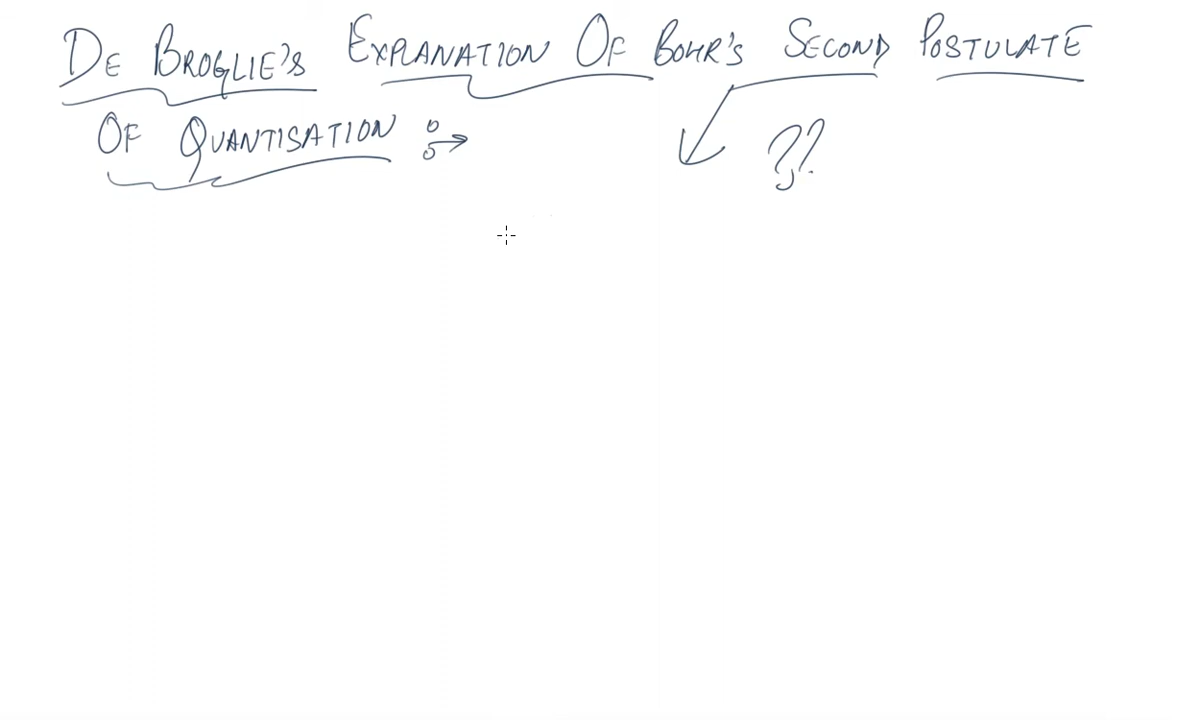 DE BROGLIE'S EXPLANATION OF BOHR'S SECOND POSTULATE
OF QUANTISATION :→ ??